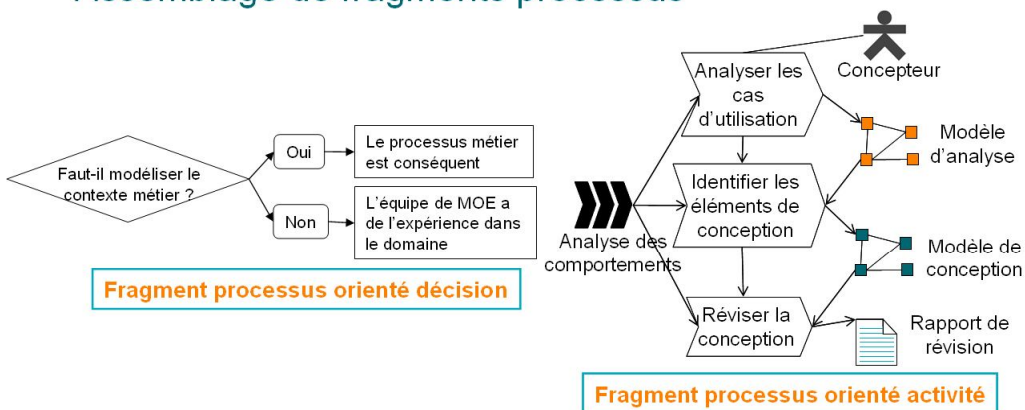 Assemblage de fragments processus
Faut-il modéliser le
contexte métier ?
Oui
Non
Le processus métier
est conséquent
L'équipe de MOE a
de l'expérience dans
le domaine
Fragment processus orienté décision
Analyser les
cas
d'utilisation
Concepteur
Modèle
d'analyse
Identifier les
éléments de
conception
Analyse des
comportements
Modèle de
conception
Réviser la
conception
Rapport de
révision
Fragment processus orienté activité